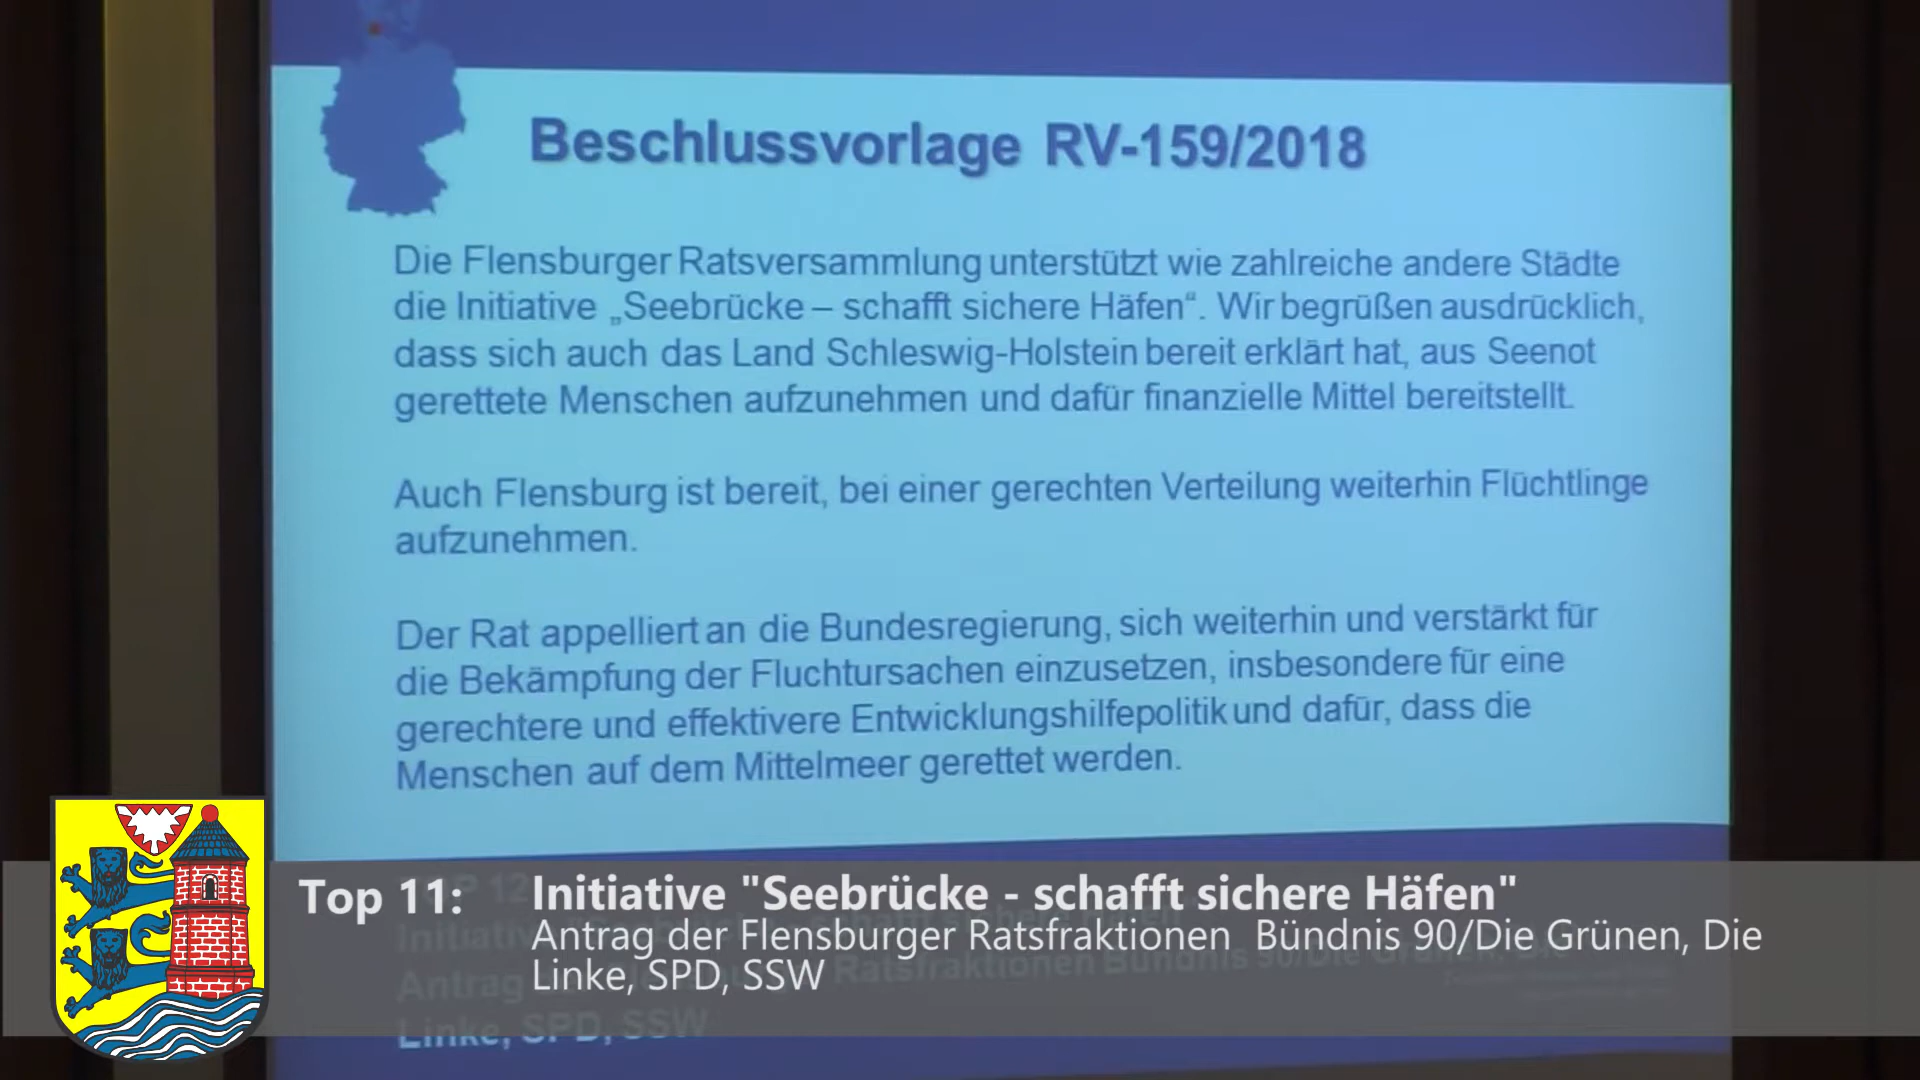 Beschlussvorlage RV-159/2018
Die Flensburger Ratsversammlung unterstützt wie zahlreiche andere Städte
die Initiative „Seebrücke – schafft sichere Häfen“. Wir begrüßen ausdrücklich,
dass sich auch das Land Schleswig-Holstein bereit erklärt hat, aus Seenot
gerettete Menschen aufzunehmen und dafür finanzielle Mittel bereitstellt.
Auch Flensburg ist bereit, bei einer gerechten Verteilung weiterhin Flüchtlinge
aufzunehmen.
Der Rat appelliert an die Bundesregierung, sich weiterhin und verstärkt für
die Bekämpfung der Fluchtursachen einzusetzen, insbesondere für eine
gerechtere und effektivere Entwicklungshilfepolitik und dafür, dass die
Menschen auf dem Mittelmeer gerettet werden.
Top 11: Initiative "Seebrücke - schafft sichere Häfen"
Antrag der Flensburger Ratsfraktionen Bündnis 90/Die Grünen, Die
Linke, SPD, SSW
Linke, SPD, SSW